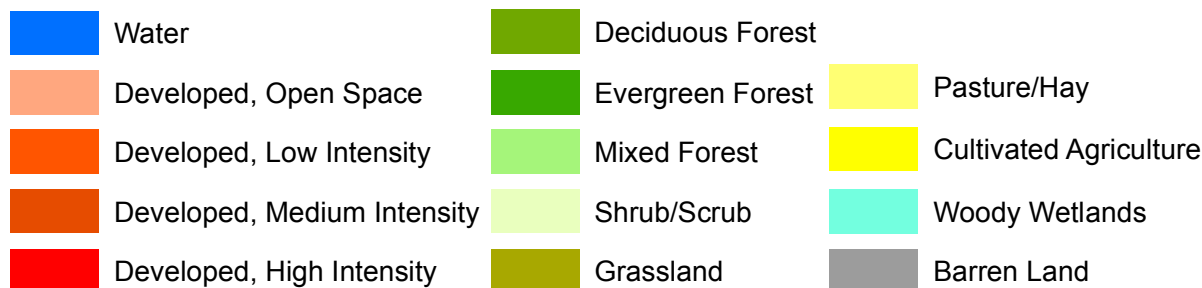 Water
Developed, Open Space
Developed, Low Intensity
Developed, Medium Intensity
Developed, High Intensity
Deciduous Forest
Evergreen Forest
Mixed Forest
Shrub/Scrub
Grassland
Pasture/Hay
Cultivated Agriculture
Woody Wetlands
Barren Land